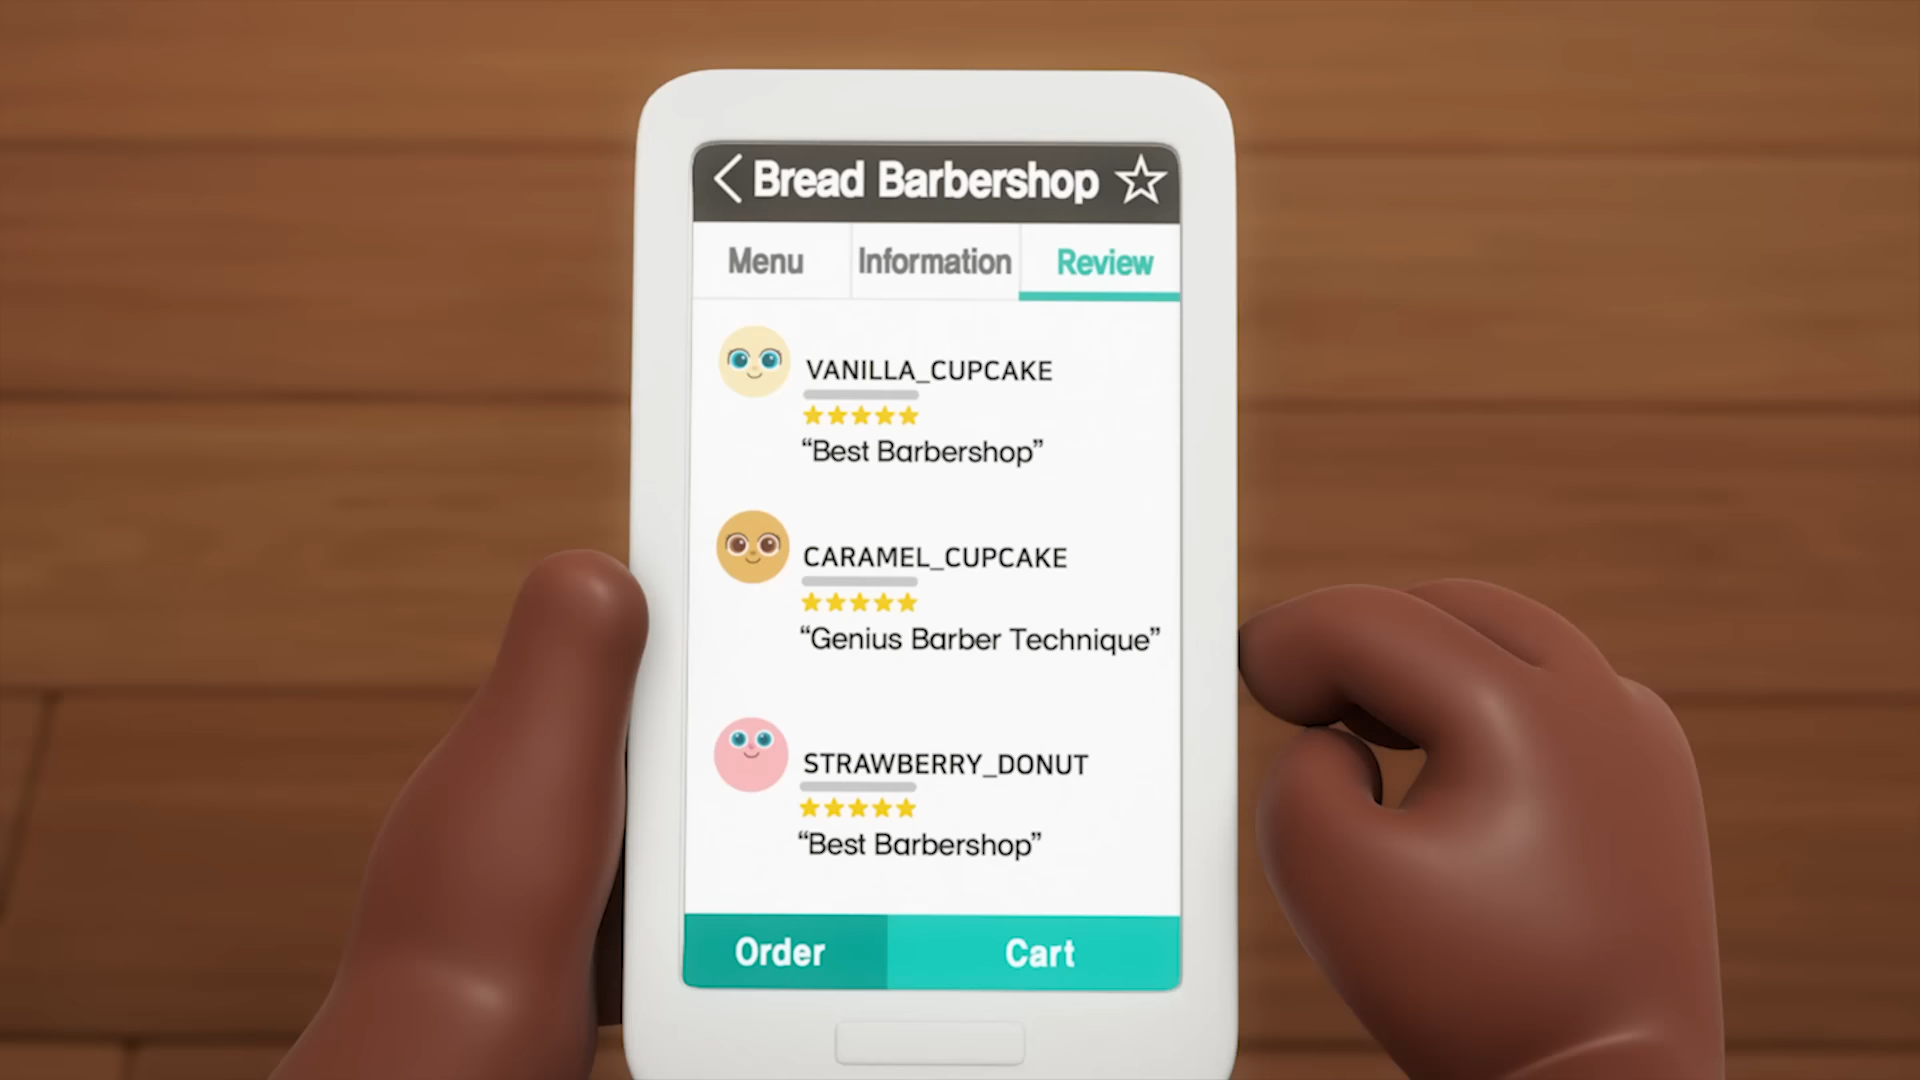 Bread Barbershop
Menu Information Review
VANILLA_CUPCAKE
“Best Barbershop”
CARAMEL_CUPCAKE
“Genius Barber Technique”
STRAWBERRY_DONUT
“Best Barbershop”
Order Cart